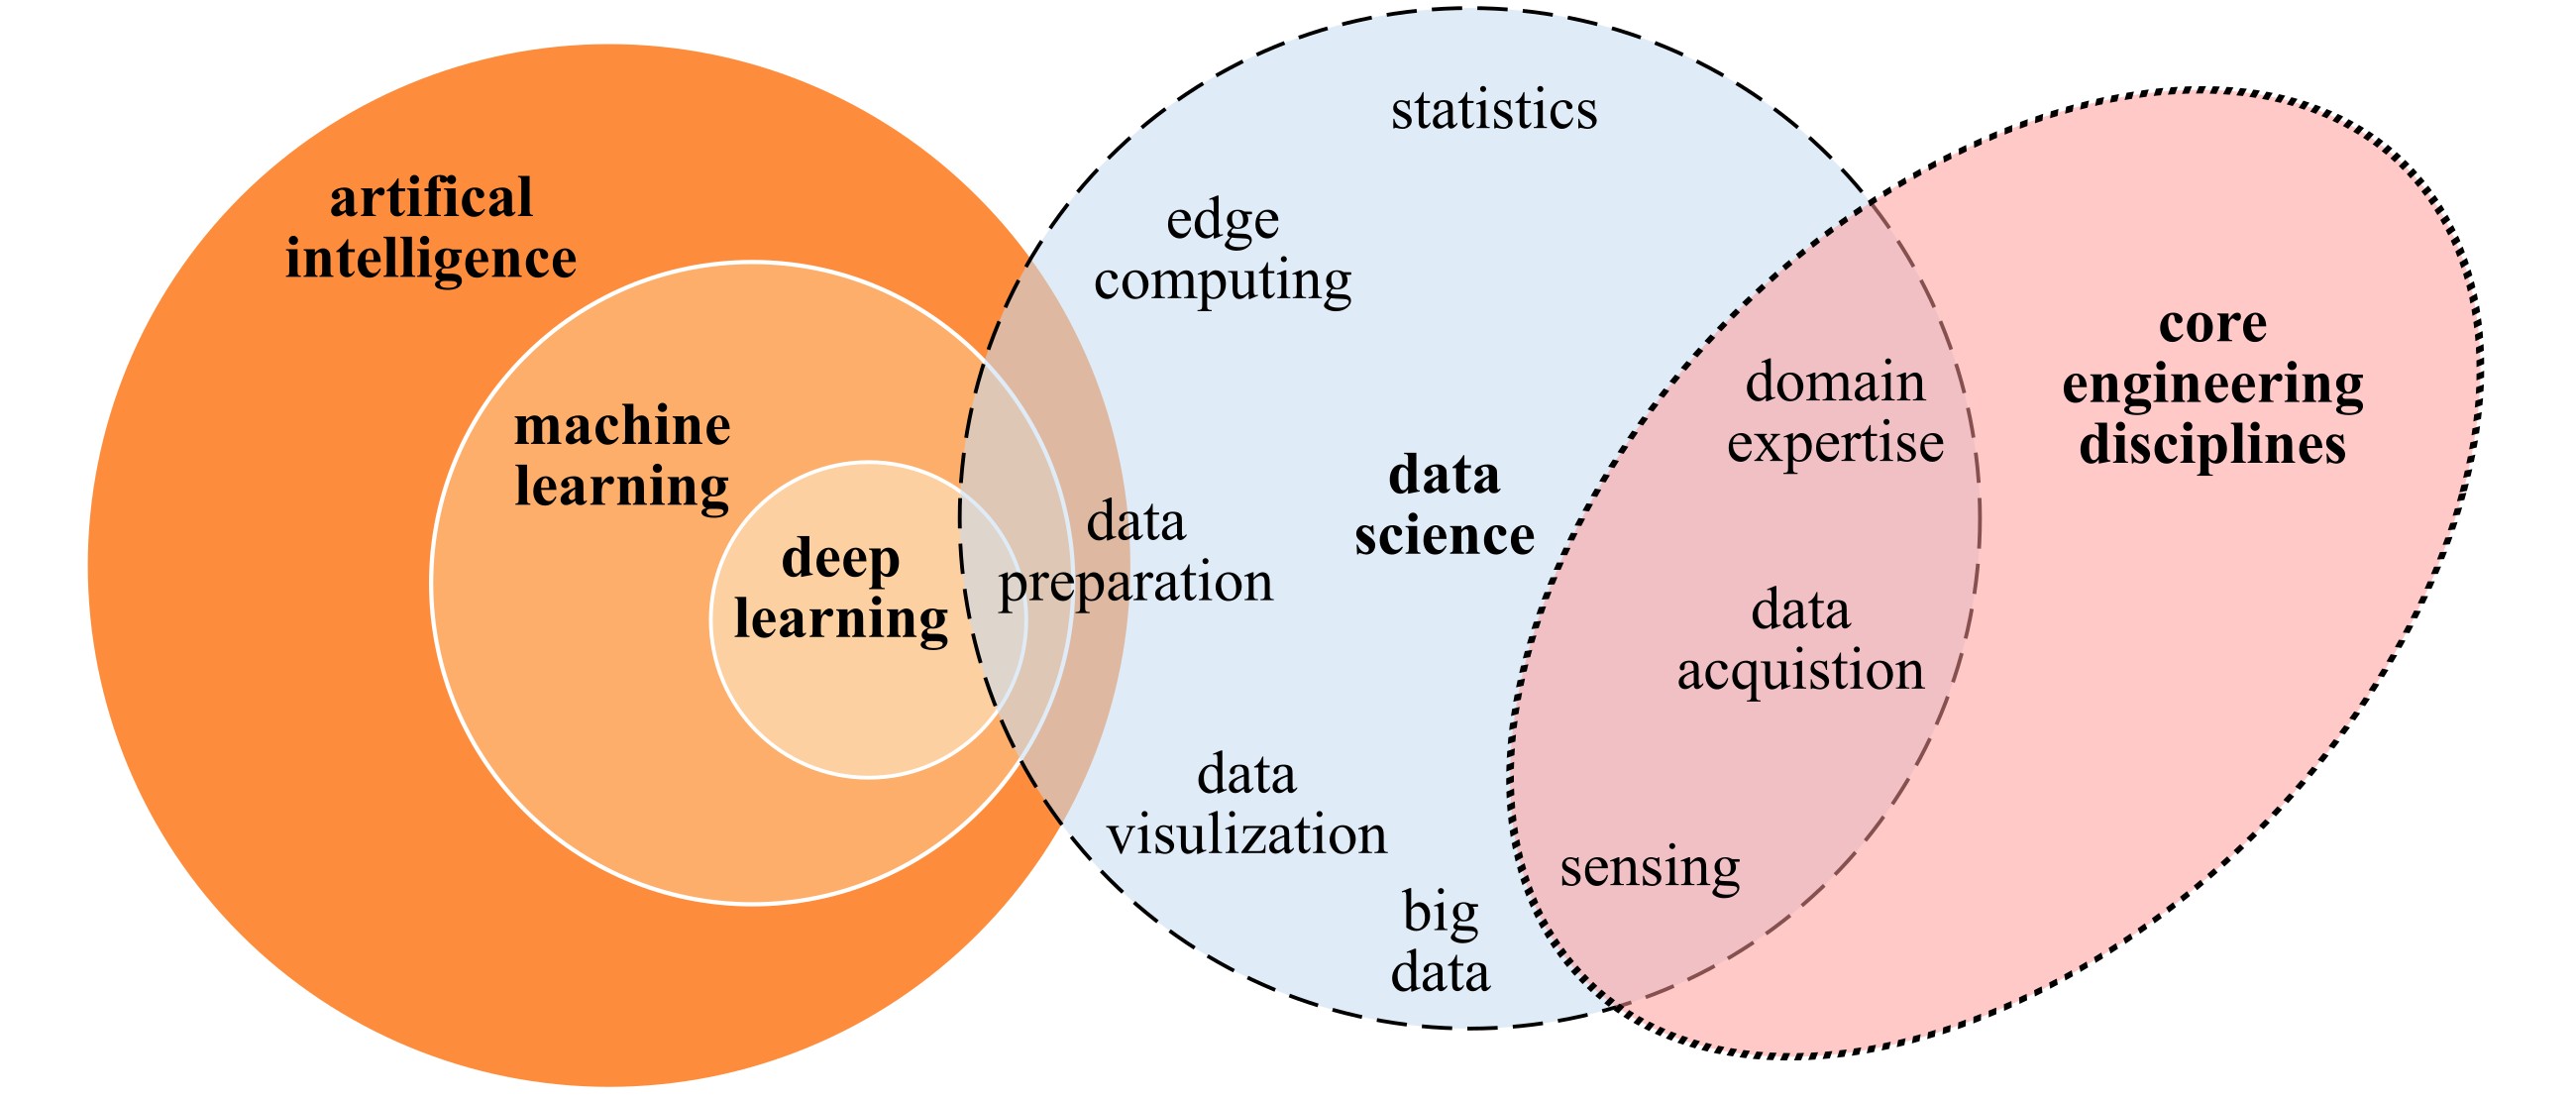 artifical
intelligence
machine
learning
deep
learning
statistics
edge
computing
data
preparation
data
science
data
visulization
big
data
domain
expertise
data
acquistion
sensing
core
engineering
disciplines